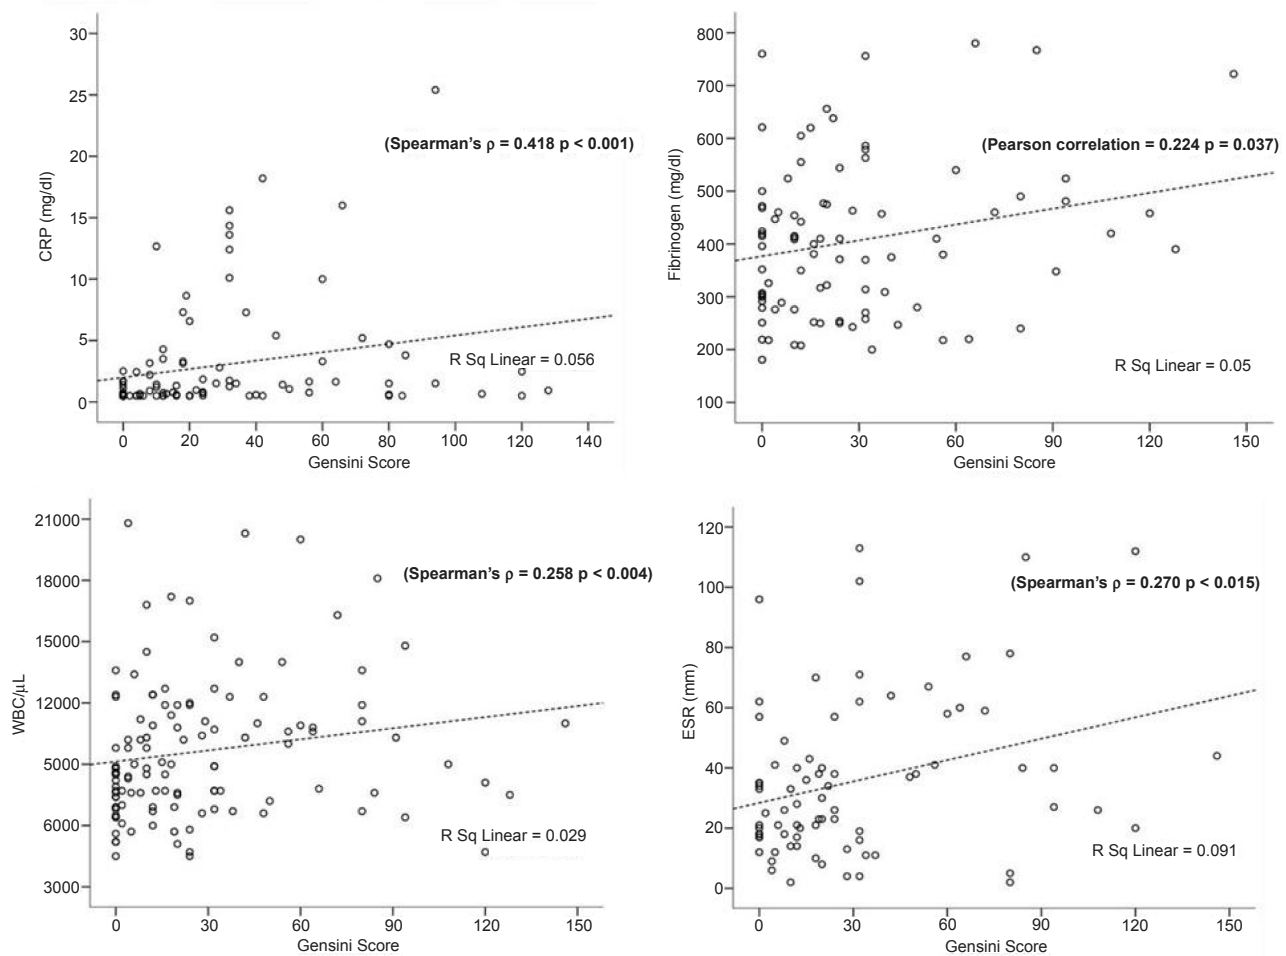 30
25
20
15
10
5
0
CRP (mg/dl)
(Spearman's ρ = 0.418 p < 0.001)
R Sq Linear = 0.056
0 20 40 60 80 100 120 140
Gensini Score
800
700
600
500
400
300
200
100
Fibrinogen (mg/dl)
(Pearson correlation = 0.224 p = 0.037)
R Sq Linear = 0.05
0 30 60 90 120 150
Gensini Score
21000
18000
15000
12000
5000
6000
3000
WBC/μL
(Spearman's ρ = 0.258 p < 0.004)
R Sq Linear = 0.029
0 30 60 90 120 150
Gensini Score
120
100
80
60
40
20
0
ESR (mm)
(Spearman's ρ = 0.270 p < 0.015)
R Sq Linear = 0.091
0 30 60 90 120 150
Gensini Score